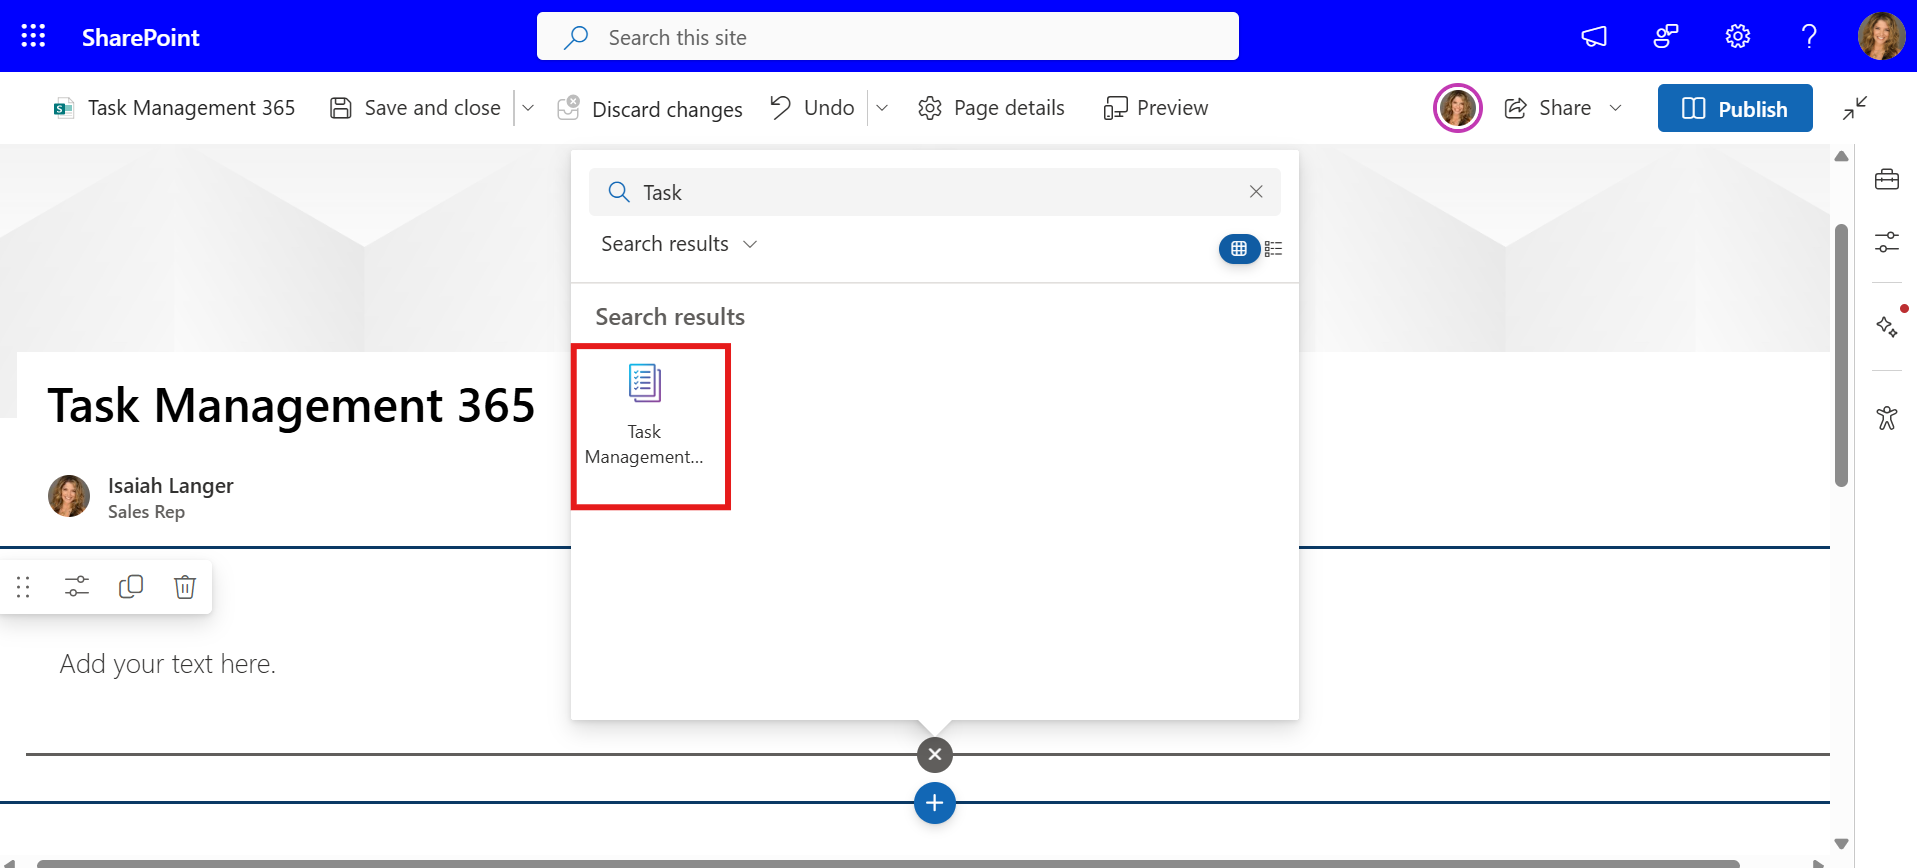 SharePoint
Search this site
Task Management 365
Save and close
Discard changes
Undo
Page details
Preview
Share
Publish
Task
Search results
Search results
Task
Management...
Task Management 365
Isaiah Langer
Sales Rep
Add your text here.